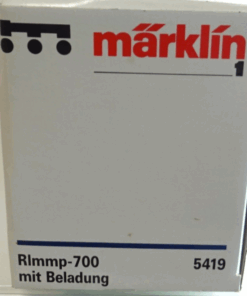 märklin
1
Rlmmp-700 5419
mit Beladung